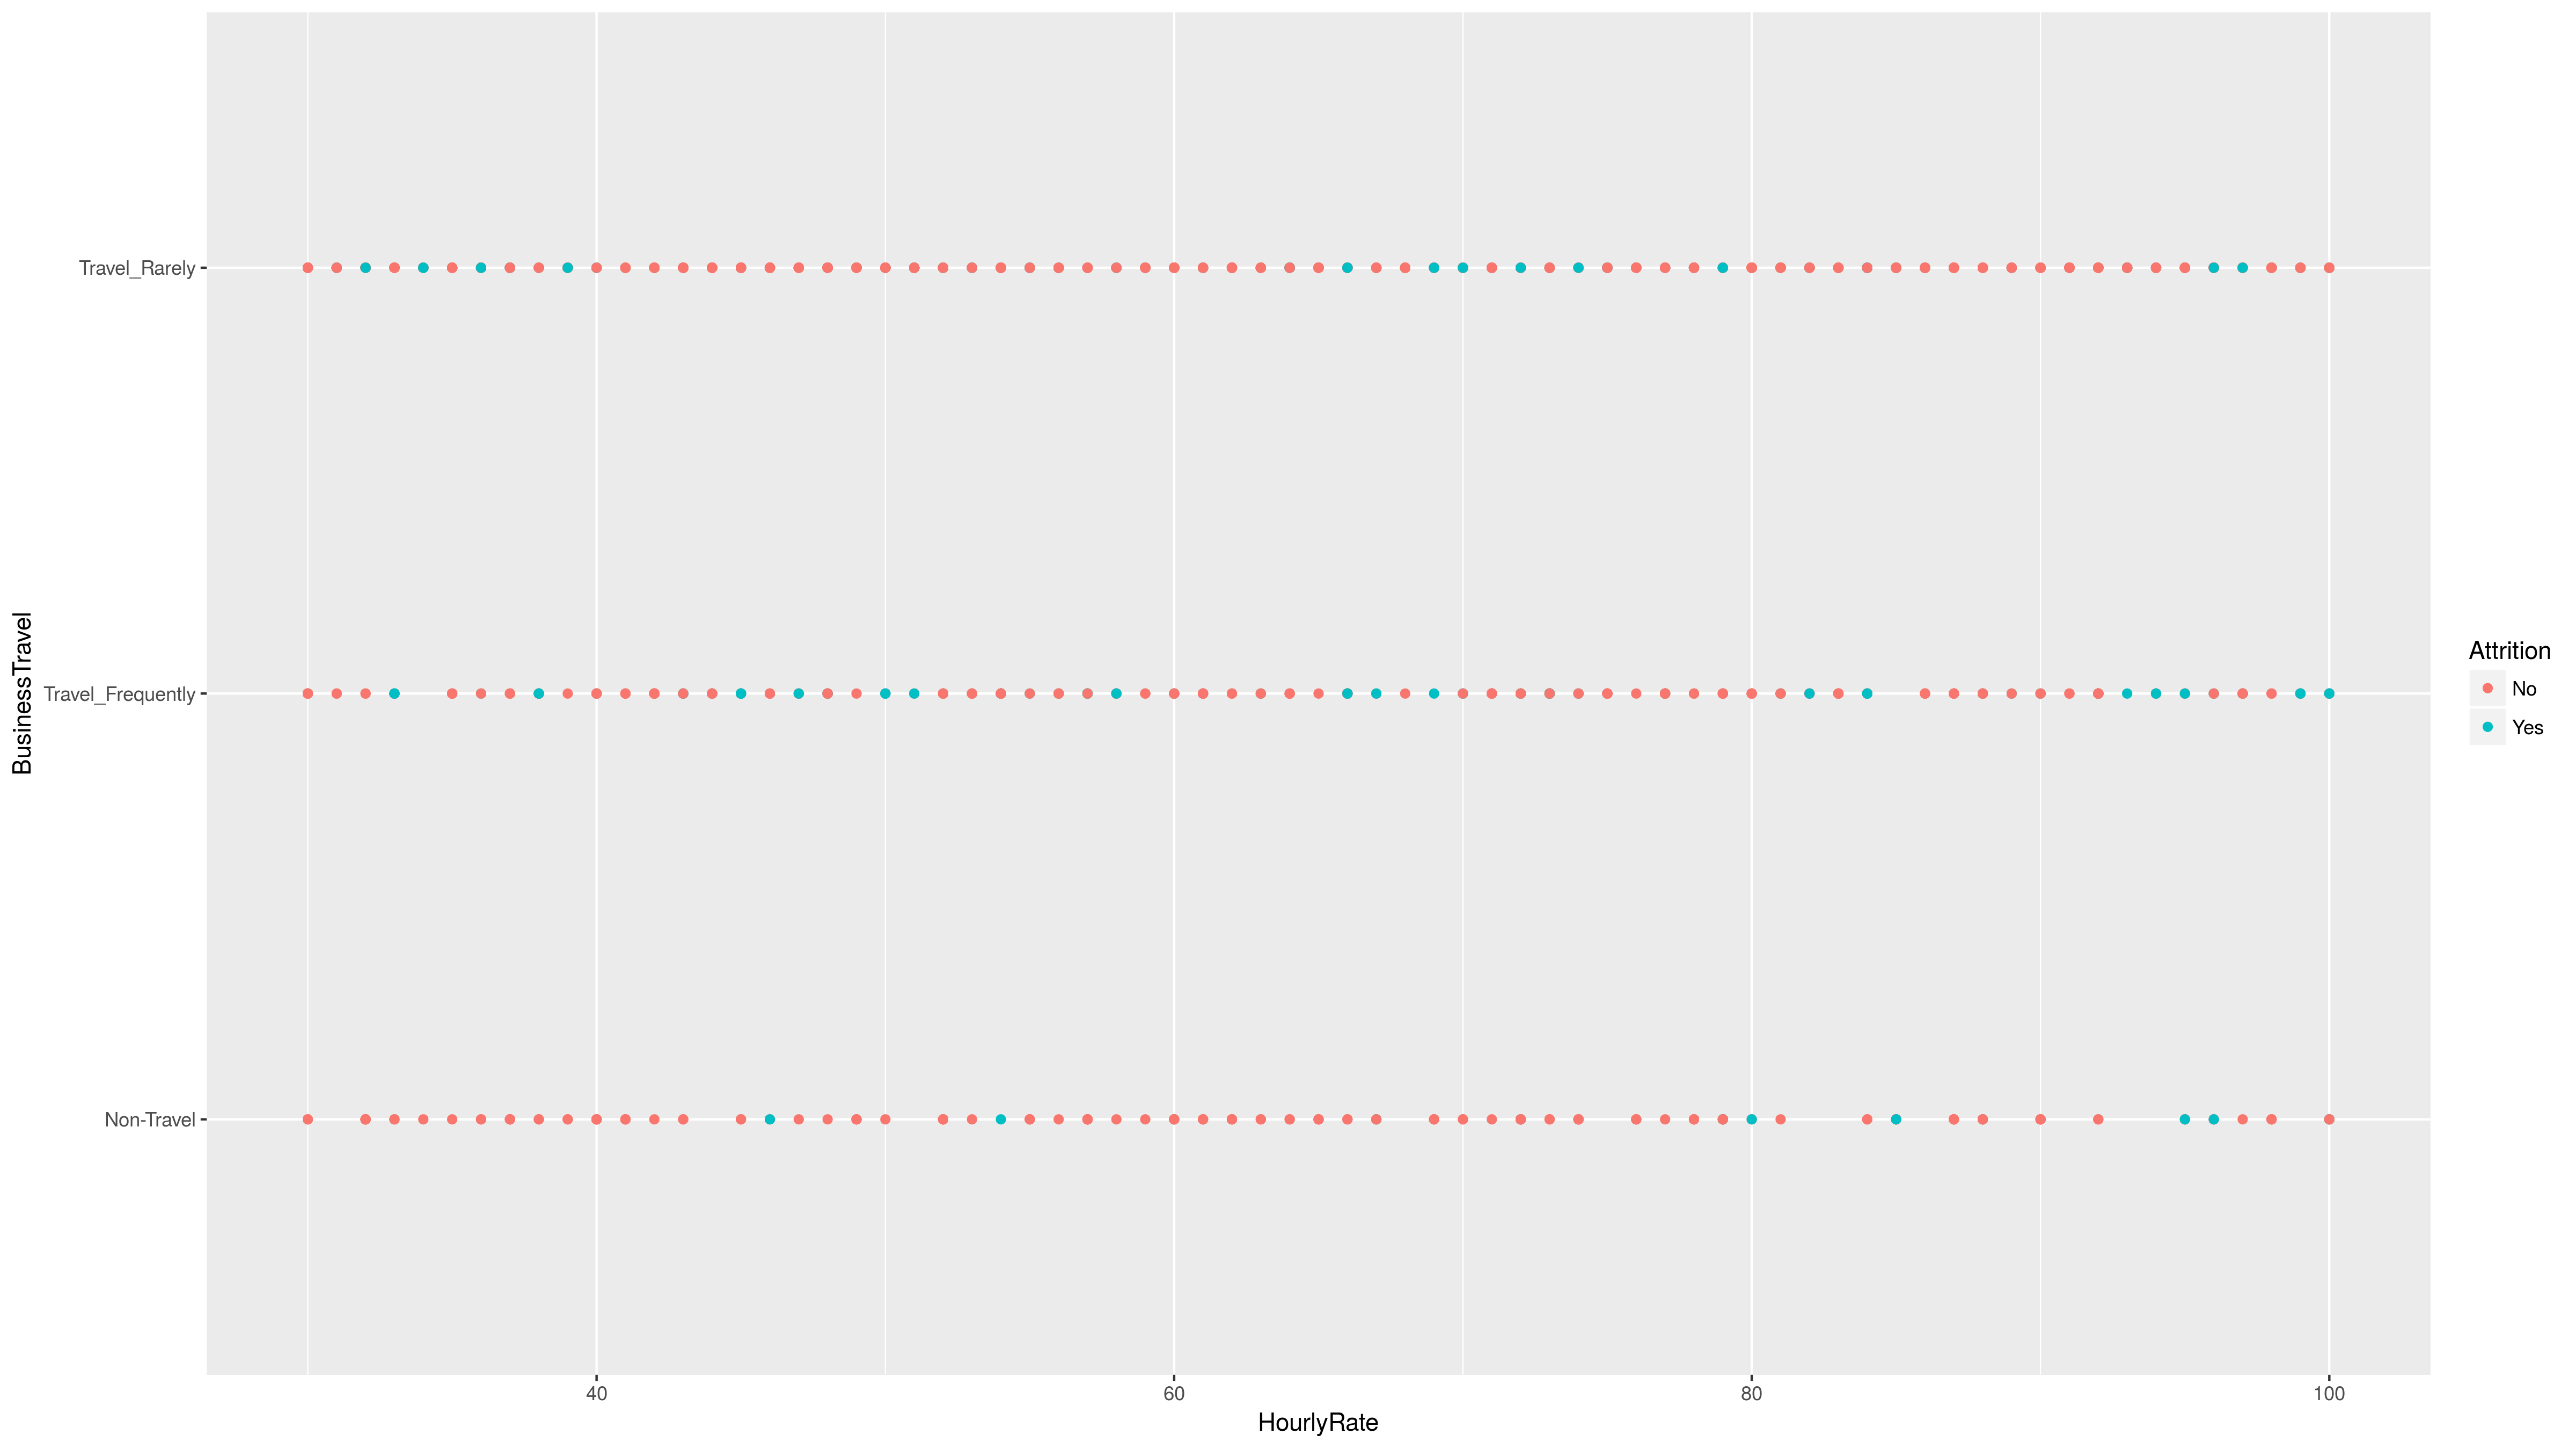 Travel_Rarely
Travel_Frequently
Non-Travel
BusinessTravel
40
60
80
100
HourlyRate
Attrition
No
Yes